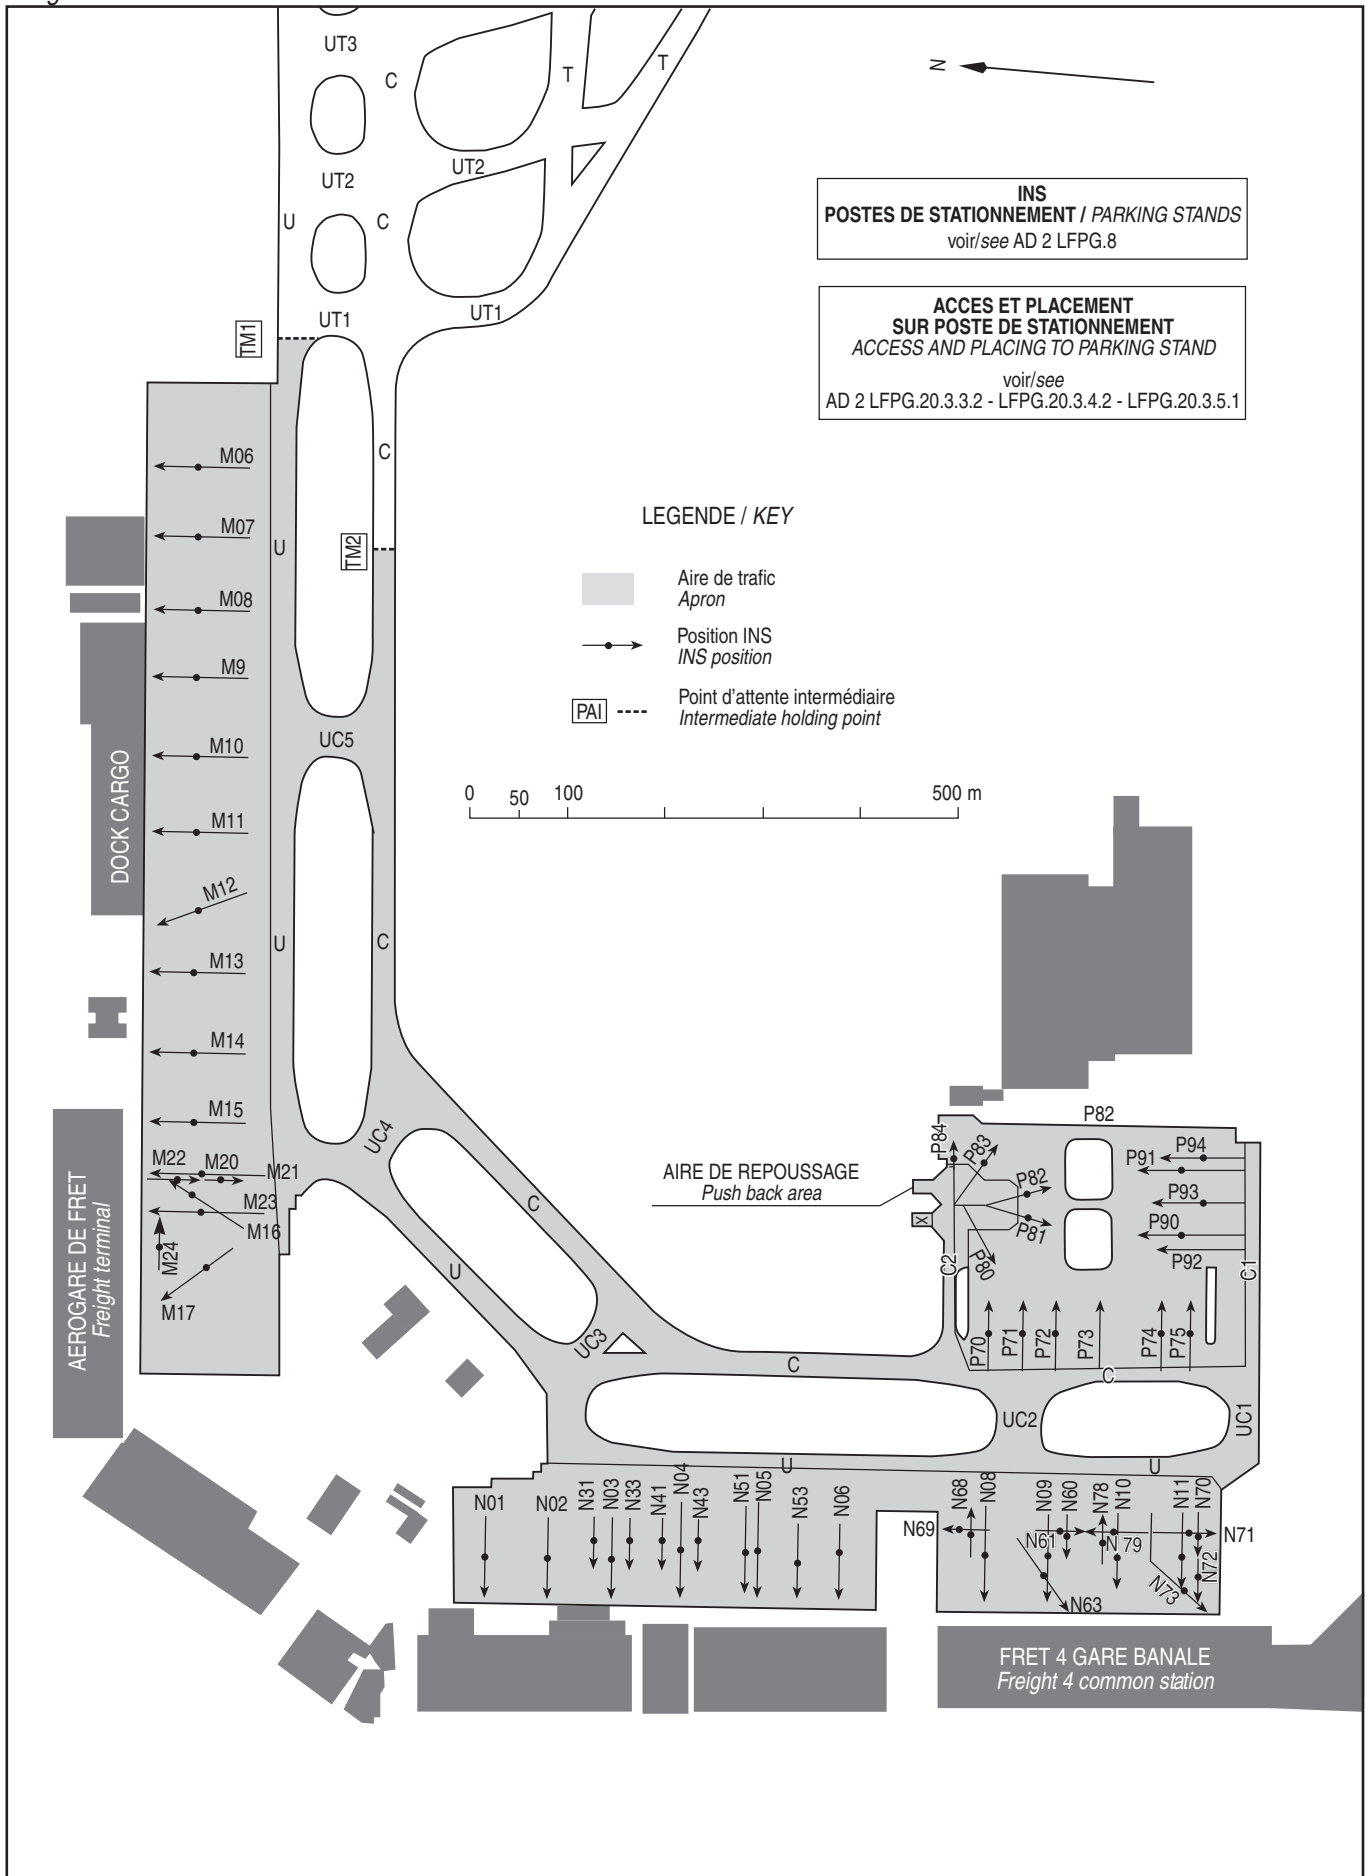 UT3
C
T
T
N
UT2
UT2
U
C
INS
POSTES DE STATIONNEMENT / PARKING STANDS
voir/see AD 2 LFPG.8
UT1
UT1
TM1
ACCES ET PLACEMENT
SUR POSTE DE STATIONNEMENT
ACCESS AND PLACING TO PARKING STAND
voir/see
AD 2 LFPG.20.3.3.2 - LFPG.20.3.4.2 - LFPG.20.3.5.1
M06
C
M07
U
TM2
M08
M9
M10
UC5
M11
M12
M13
U
C
M14
M15
DOCK CARGO
LEGENDE / KEY
Aire de trafic
Apron
Position INS
INS position
PAI
Point d'attente intermédiaire
Intermediate holding point
0
50
100
500 m
UC4
M22
M20
M21
M23
M16
M24
M17
AEROGARE DE FRET
Freight terminal
C
U
UC3
AIRE DE REPOUSSAGE
Push back area
P82
P84
P83
P82
P81
P80
X
C2
P94
P91
P93
P90
P92
C1
P70
P71
P72
P73
P74
P75
C
C
UC2
UC1
U
U
N01
N02
N31
N03
N33
N41
N04
N43
N51
N05
N53
N06
N69
N68
N08
N09
N60
N61
N63
N78
N10
N 79
N11
N70
N71
N72
N73
FRET 4 GARE BANALE
Freight 4 common station